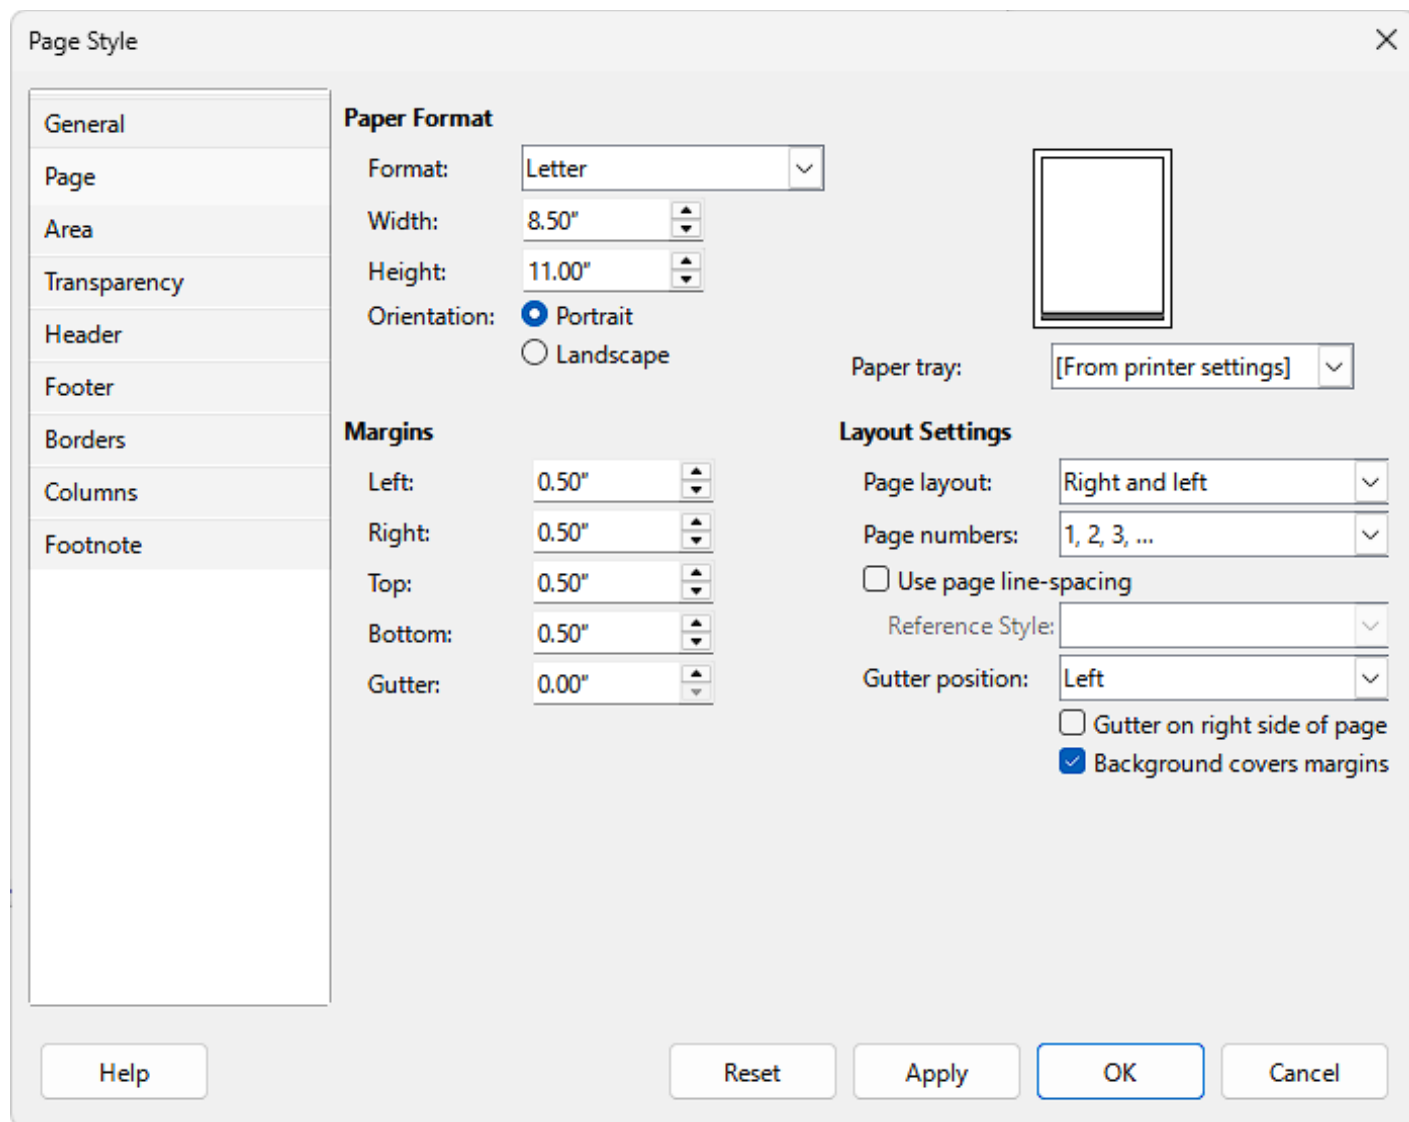 Page Style
General
Page
Area
Transparency
Header
Footer
Borders
Columns
Footnote
Paper Format
Format: Letter
Width: 8.50"
Height: 11.00"
Orientation: Portrait
Landscape
Paper tray: [From printer settings]
Margins
Left: 0.50"
Right: 0.50"
Top: 0.50"
Bottom: 0.50"
Gutter: 0.00"
Layout Settings
Page layout: Right and left
Page numbers: 1, 2, 3, ...
Use page line-spacing
Reference Style:
Gutter position: Left
Gutter on right side of page
Background covers margins
Help
Reset
Apply
OK
Cancel